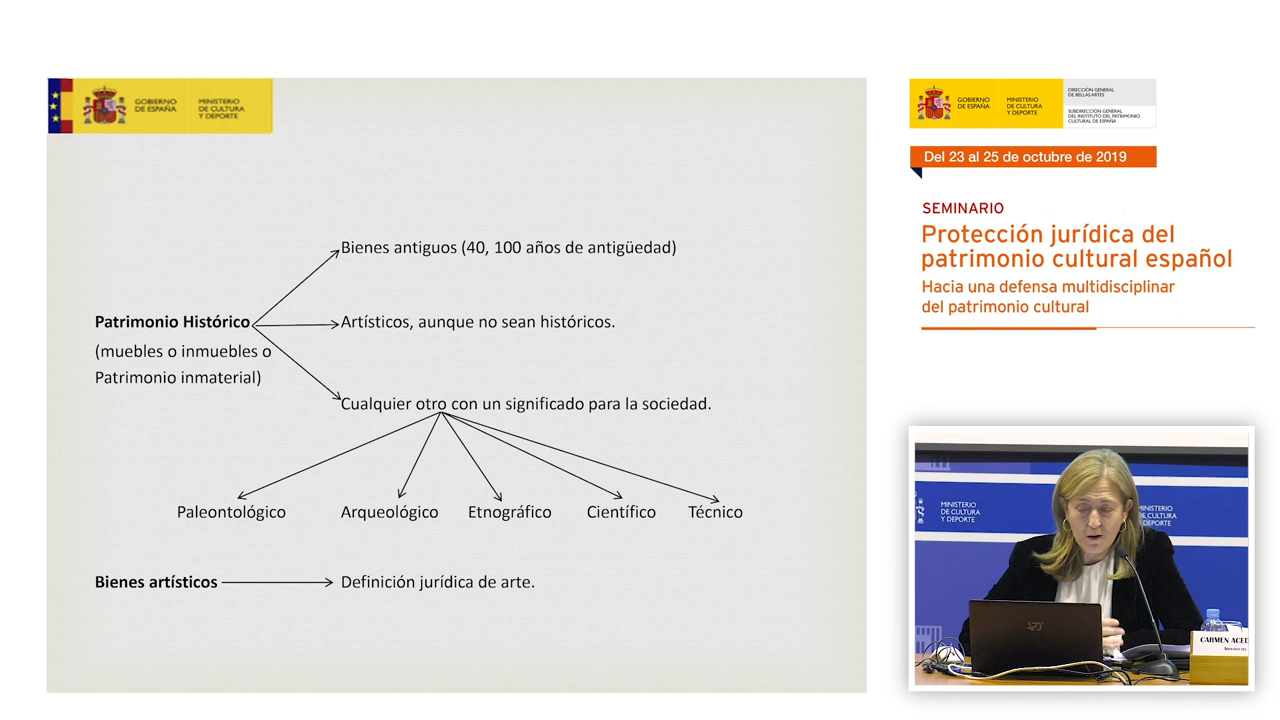 GOBIERNO
DE ESPAÑA
MINISTERIO
DE CULTURA
Y DEPORTE
Bienes antiguos (40, 100 años de antigüedad)
Patrimonio Histórico
Artísticos, aunque no sean históricos.
(muebles o inmuebles o
Patrimonio inmaterial)
Cualquier otro con un significado para la sociedad.
Paleontológico
Arqueológico
Etnográfico
Científico
Técnico
Bienes artísticos
Definición jurídica de arte.
GOBIERNO
DE ESPAÑA
MINISTERIO
DE CULTURA
Y DEPORTE
DIRECCIÓN GENERAL
DE BELLAS ARTES
SUBDIRECCIÓN GENERAL
DEL INSTITUTO DEL PATRIMONIO
CULTURAL DE ESPAÑA
Del 23 al 25 de octubre de 2019
SEMINARIO
Protección jurídica del
patrimonio cultural español
Hacia una defensa multidisciplinar
del patrimonio cultural
MINISTERIO
DE CULTURA
Y DEPORTE
MINISTERIO
DE CULTURA
Y DEPORTE
CARMEN ACED